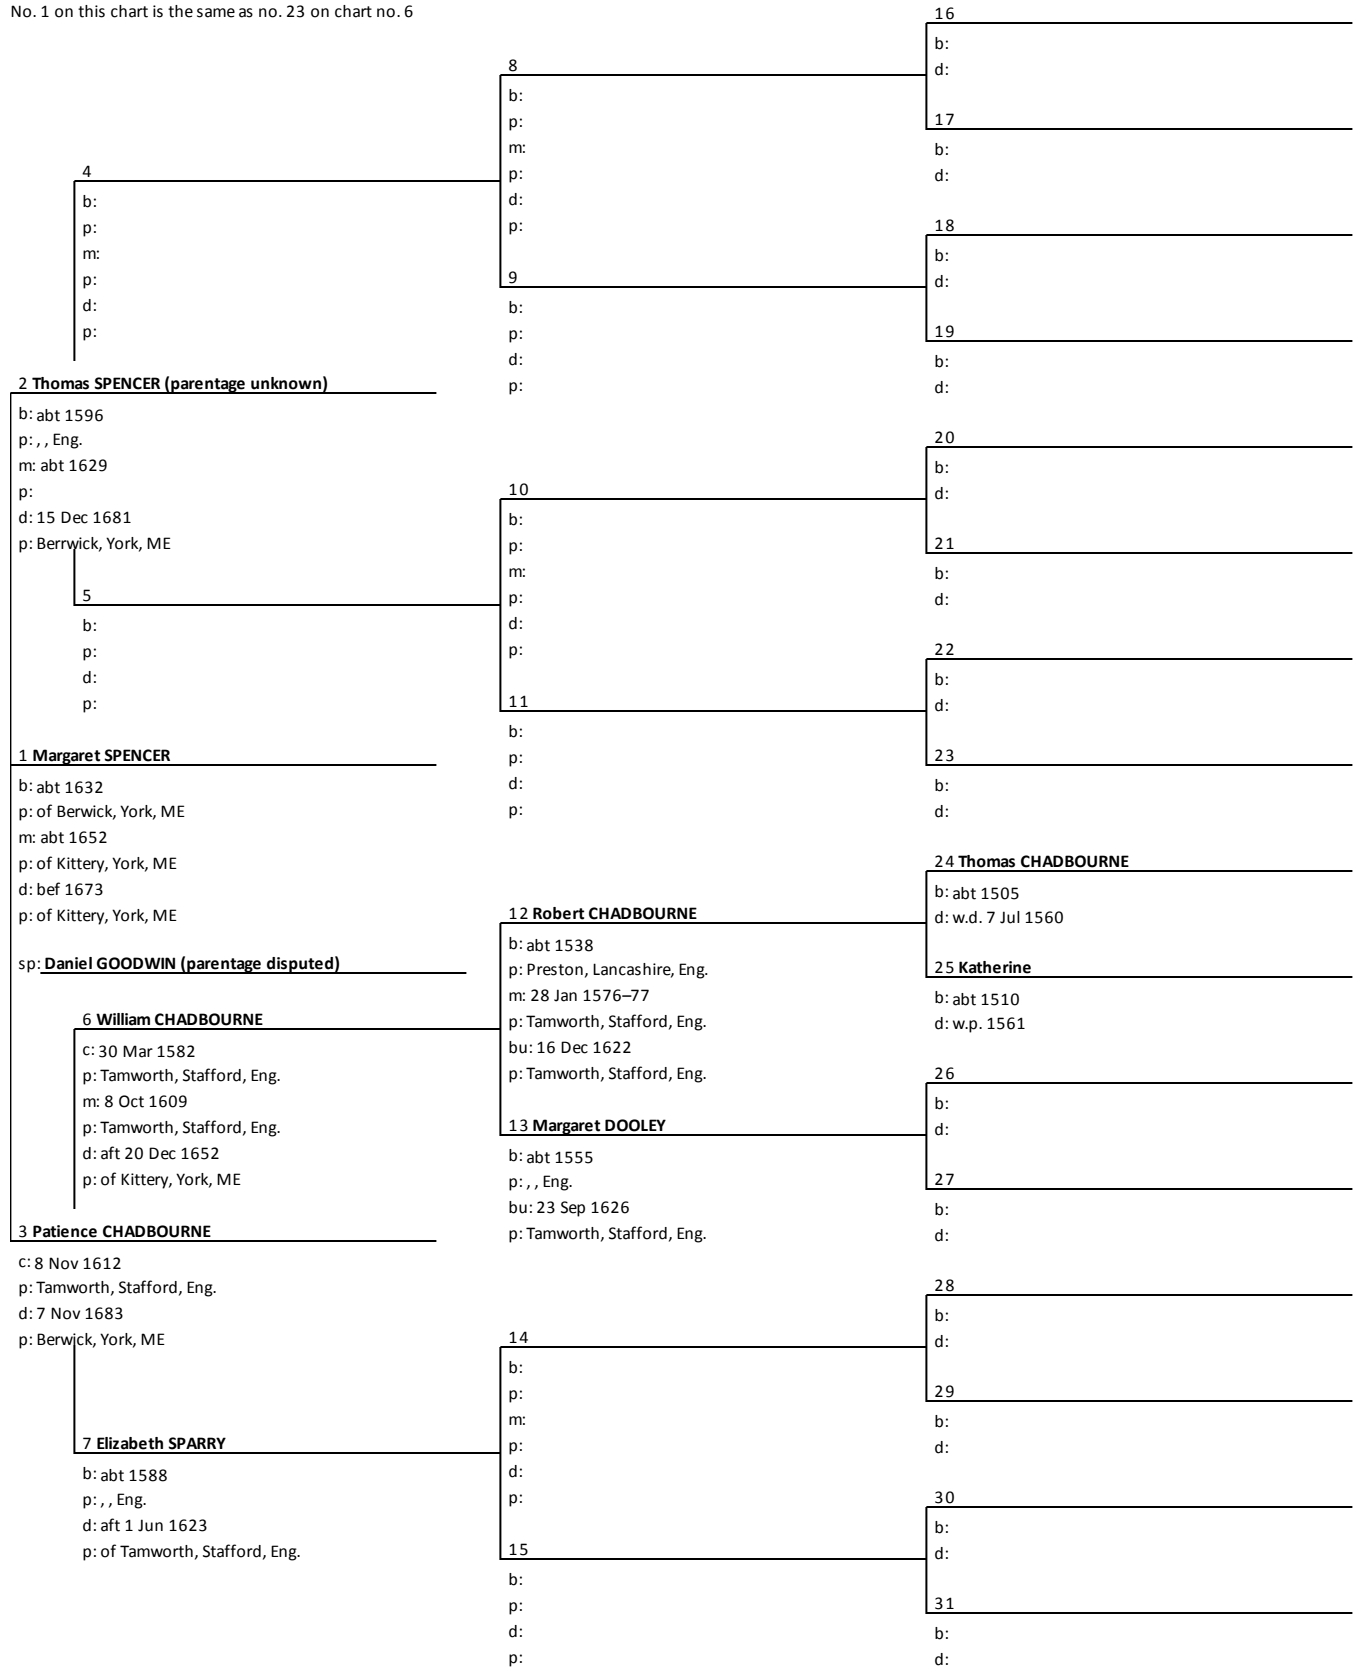 No. 1 on this chart is the same as no. 23 on chart no. 6
4
b:
p:
m:
p:
d:
p:
2 Thomas SPENCER (parentage unknown)
b: abt 1596
p: , , Eng.
m: abt 1629
p:
d: 15 Dec 1681
p: Berrwick, York, ME
5
b:
p:
d:
p:
1 Margaret SPENCER
b: abt 1632
p: of Berwick, York, ME
m: abt 1652
p: of Kittery, York, ME
d: bef 1673
p: of Kittery, York, ME
sp: Daniel GOODWIN (parentage disputed)
6 William CHADBOURNE
c: 30 Mar 1582
p: Tamworth, Stafford, Eng.
m: 8 Oct 1609
p: Tamworth, Stafford, Eng.
d: aft 20 Dec 1652
p: of Kittery, York, ME
3 Patience CHADBOURNE
c: 8 Nov 1612
p: Tamworth, Stafford, Eng.
d: 7 Nov 1683
p: Berwick, York, ME
7 Elizabeth SPARRY
b: abt 1588
p: , , Eng.
d: aft 1 Jun 1623
p: of Tamworth, Stafford, Eng.
8
b:
p:
m:
p:
d:
p:
9
b:
p:
d:
p:
10
b:
p:
m:
p:
d:
p:
11
b:
p:
d:
p:
12 Robert CHADBOURNE
b: abt 1538
p: Preston, Lancashire, Eng.
m: 28 Jan 1576–77
p: Tamworth, Stafford, Eng.
bu: 16 Dec 1622
p: Tamworth, Stafford, Eng.
13 Margaret DOOLEY
b: abt 1555
p: , , Eng.
bu: 23 Sep 1626
p: Tamworth, Stafford, Eng.
14
b:
p:
m:
p:
d:
p:
15
b:
p:
d:
p:
16
b:
d:
17
b:
d:
18
b:
d:
19
b:
d:
20
b:
d:
21
b:
d:
22
b:
d:
23
b:
d:
24 Thomas CHADBOURNE
b: abt 1505
d: w.d. 7 Jul 1560
25 Katherine
b: abt 1510
d: w.p. 1561
26
b:
d:
27
b:
d:
28
b:
d:
29
b:
d:
30
b:
d:
31
b:
d: